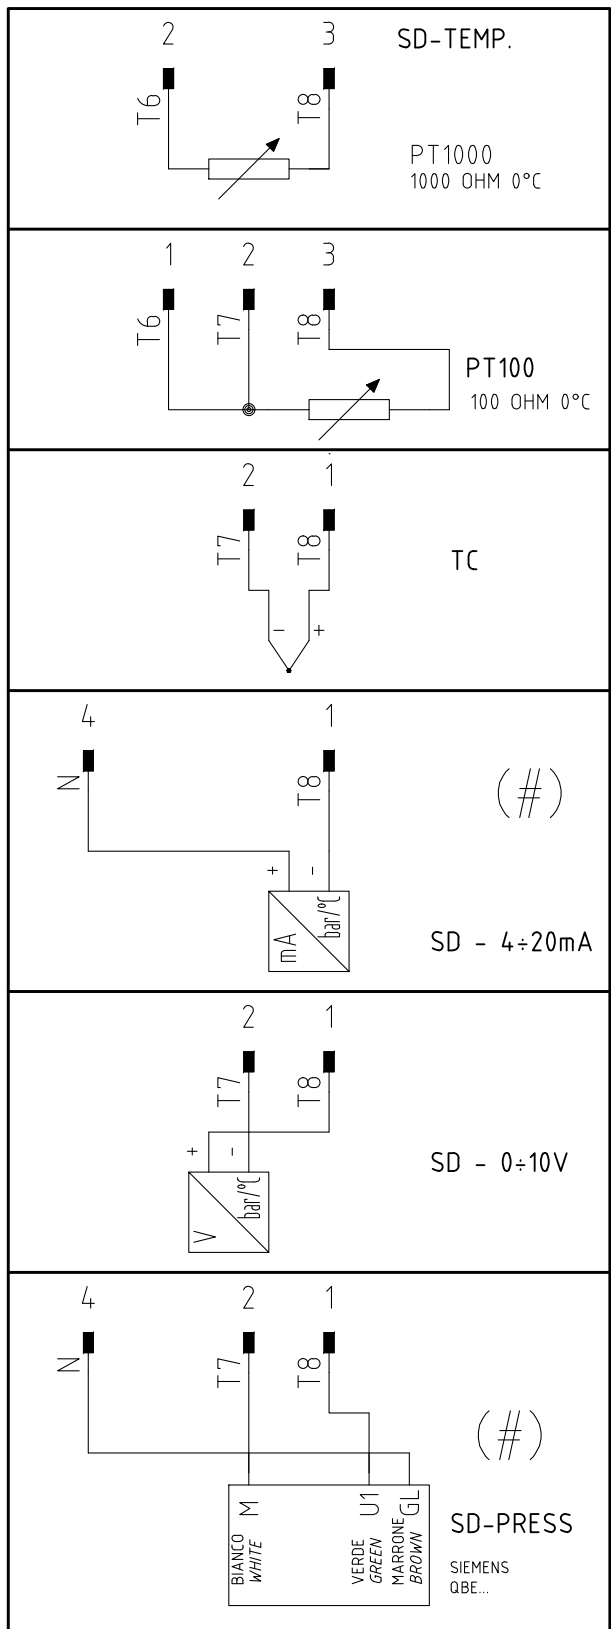 2 3 SD-TEMP.
T6 T8
PT1000
1000 OHM 0°C
1 2 3
T6 T7 T8
PT100
100 OHM 0°C
2 1
T7 T8
TC
- +
4 1
N T8
(#)
+ -
mA bar/°C
SD - 4÷20mA
2 1
T7 T8
+ -
SD - 0÷10V
V bar/°C
4 2 1
N T7 T8
(#)
M U1 GL
BIANCO
WHITE
VERDE
GREEN
MARRONE
BROWN
SD-PRESS
SIEMENS
QBE...